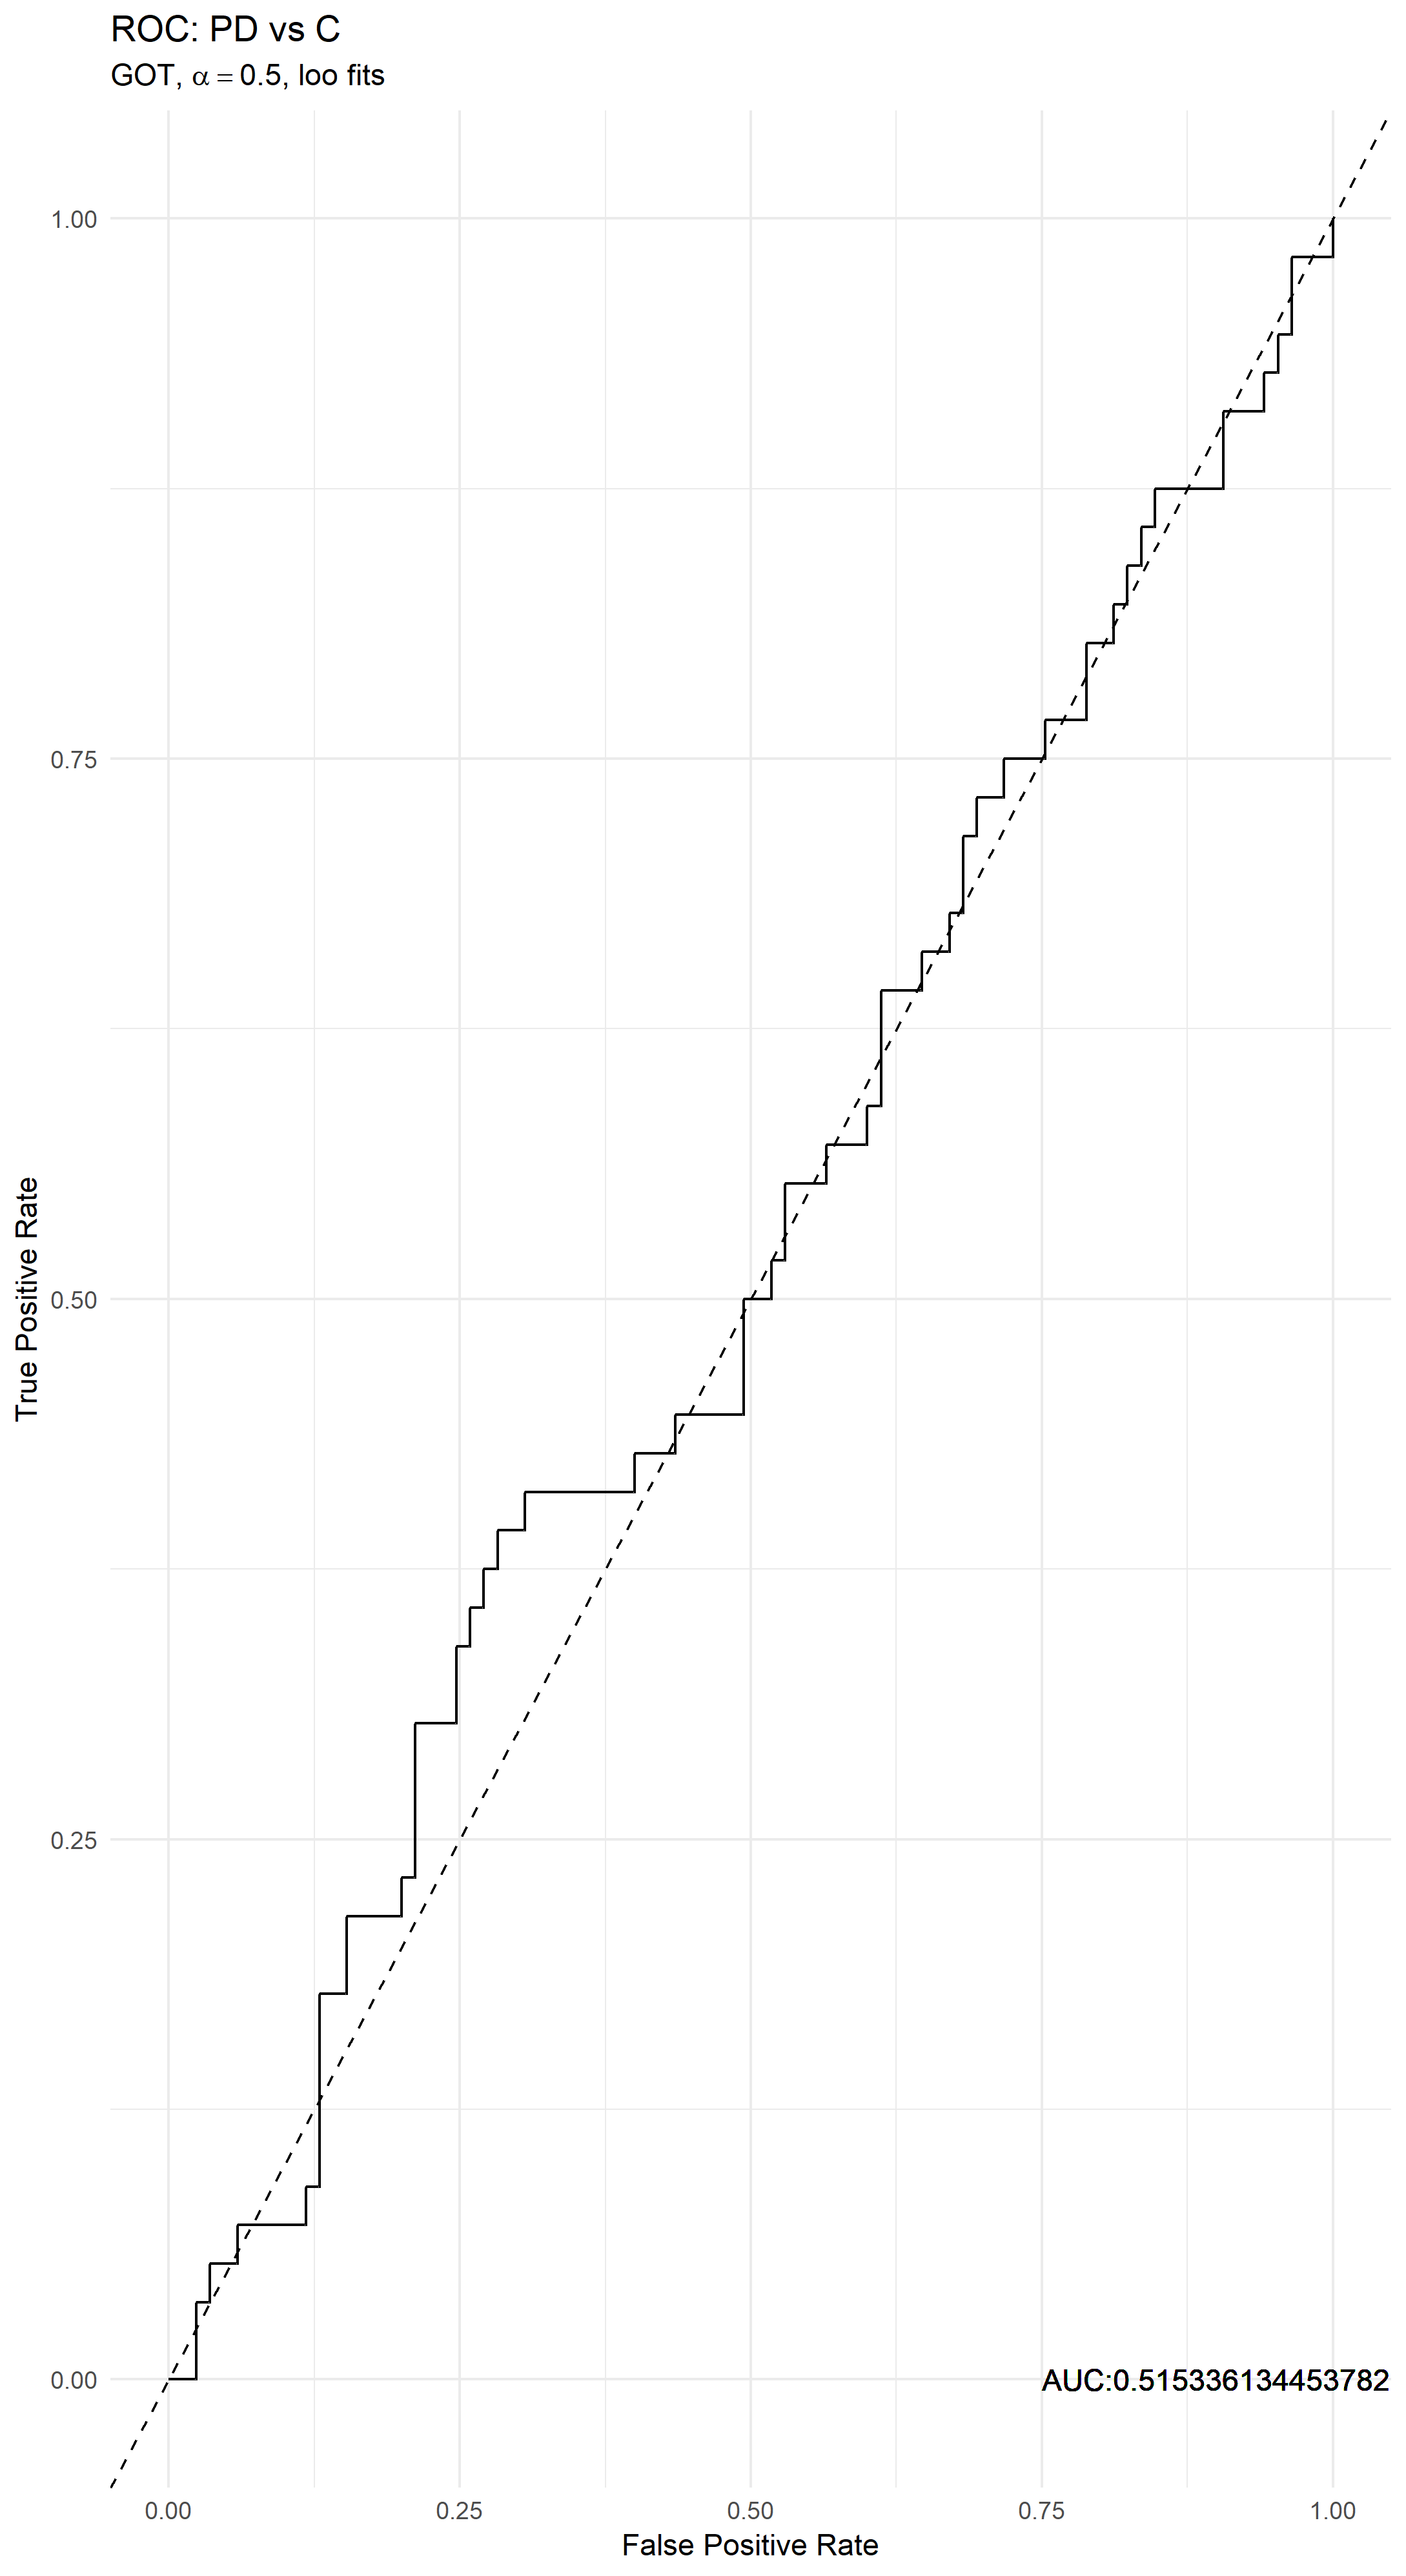 ROC: PD vs C
GOT, α = 0.5, loo fits
1.00
0.75
0.50
0.25
0.00
True Positive Rate
AUC:0.515336134453782
0.00 0.25 0.50 0.75 1.00
False Positive Rate